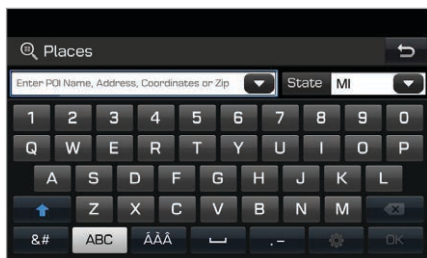 Places
Enter POI Name, Address, Coordinates or Zip State MI
1 2 3 4 5 6 7 8 9 0
Q W E R T Y U I O P
A S D F G H J K L
Z X C V B N M
&# ABC ÁÀÂ .- OK